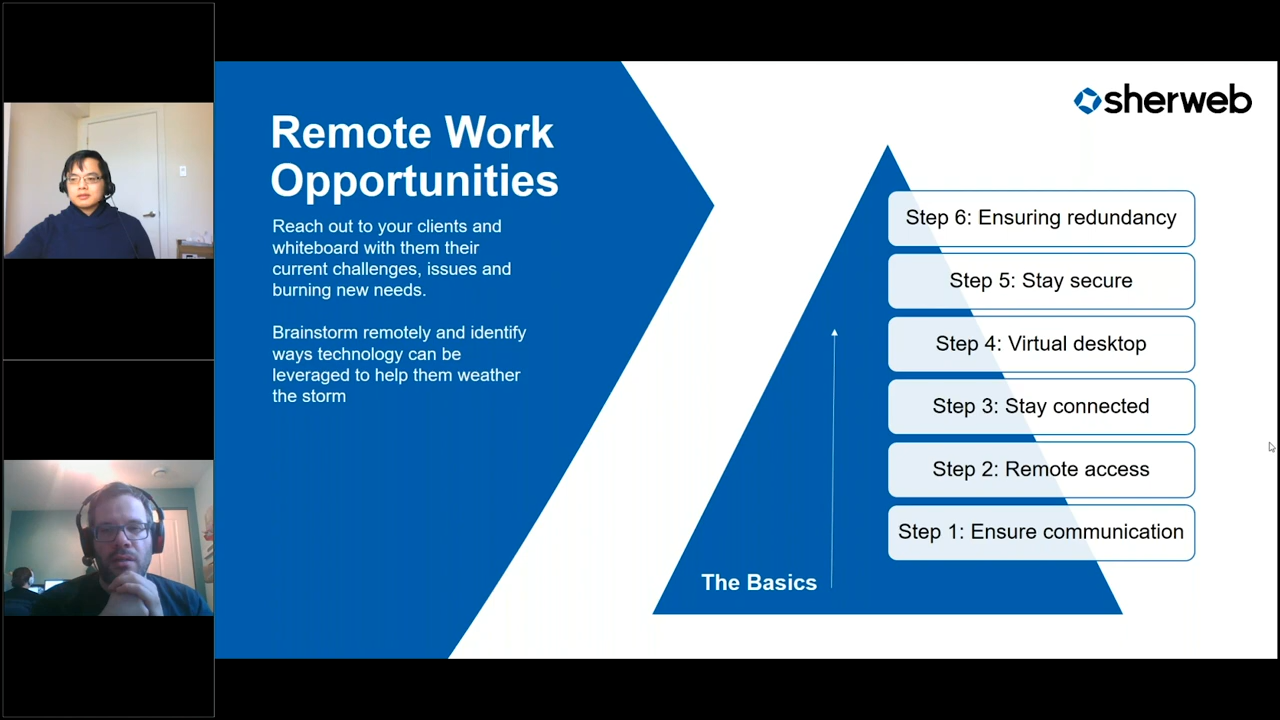 Remote Work
Opportunities
Reach out to your clients and
whiteboard with them their
current challenges, issues and
burning new needs.
Brainstorm remotely and identify
ways technology can be
leveraged to help them weather
the storm
sherweb
Step 6: Ensuring redundancy
Step 5: Stay secure
Step 4: Virtual desktop
Step 3: Stay connected
Step 2: Remote access
Step 1: Ensure communication
The Basics